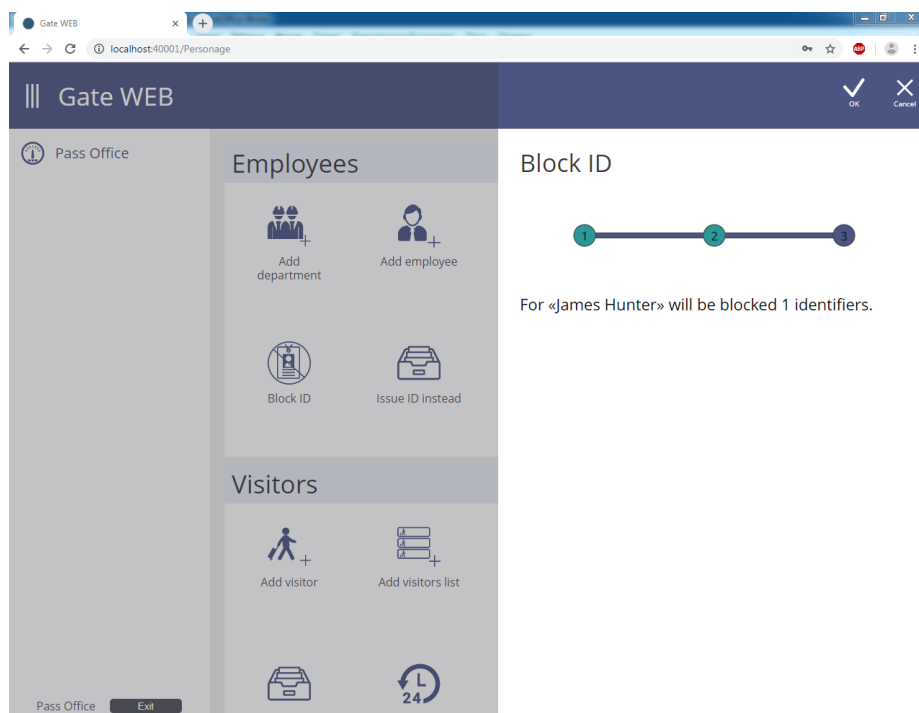 Gate WEB
localhost:40001/Personage
ABP
Gate WEB
OK
Cancel
Pass Office
Employees
Add department
Add employee
Block ID
Issue ID instead
Visitors
Add visitor
Add visitors list
24
Pass Office
Exit
Block ID
1
2
3
For «James Hunter» will be blocked 1 identifiers.